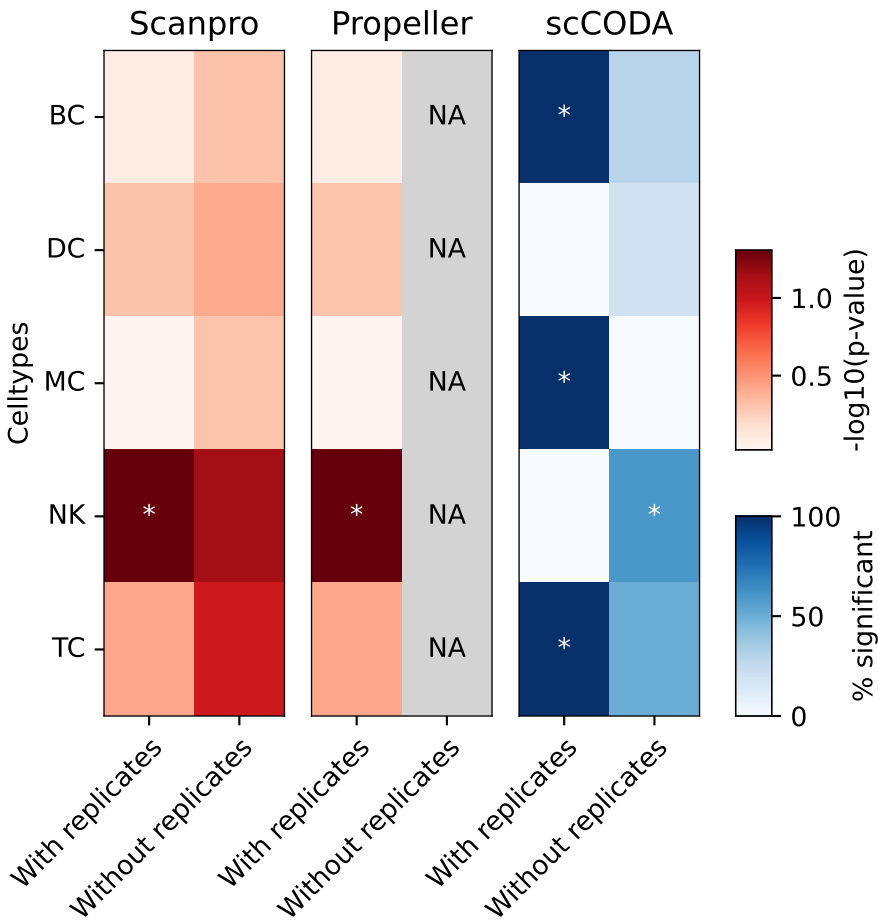 Scanpro Propeller scCODA
Celltypes
BC * NA *
DC NA
MC NA *
NK * * NA *
TC NA *
With replicates
Without replicates
With replicates
Without replicates
With replicates
Without replicates
1.0
0.5
-log10(p-value)
100
50
0
% significant